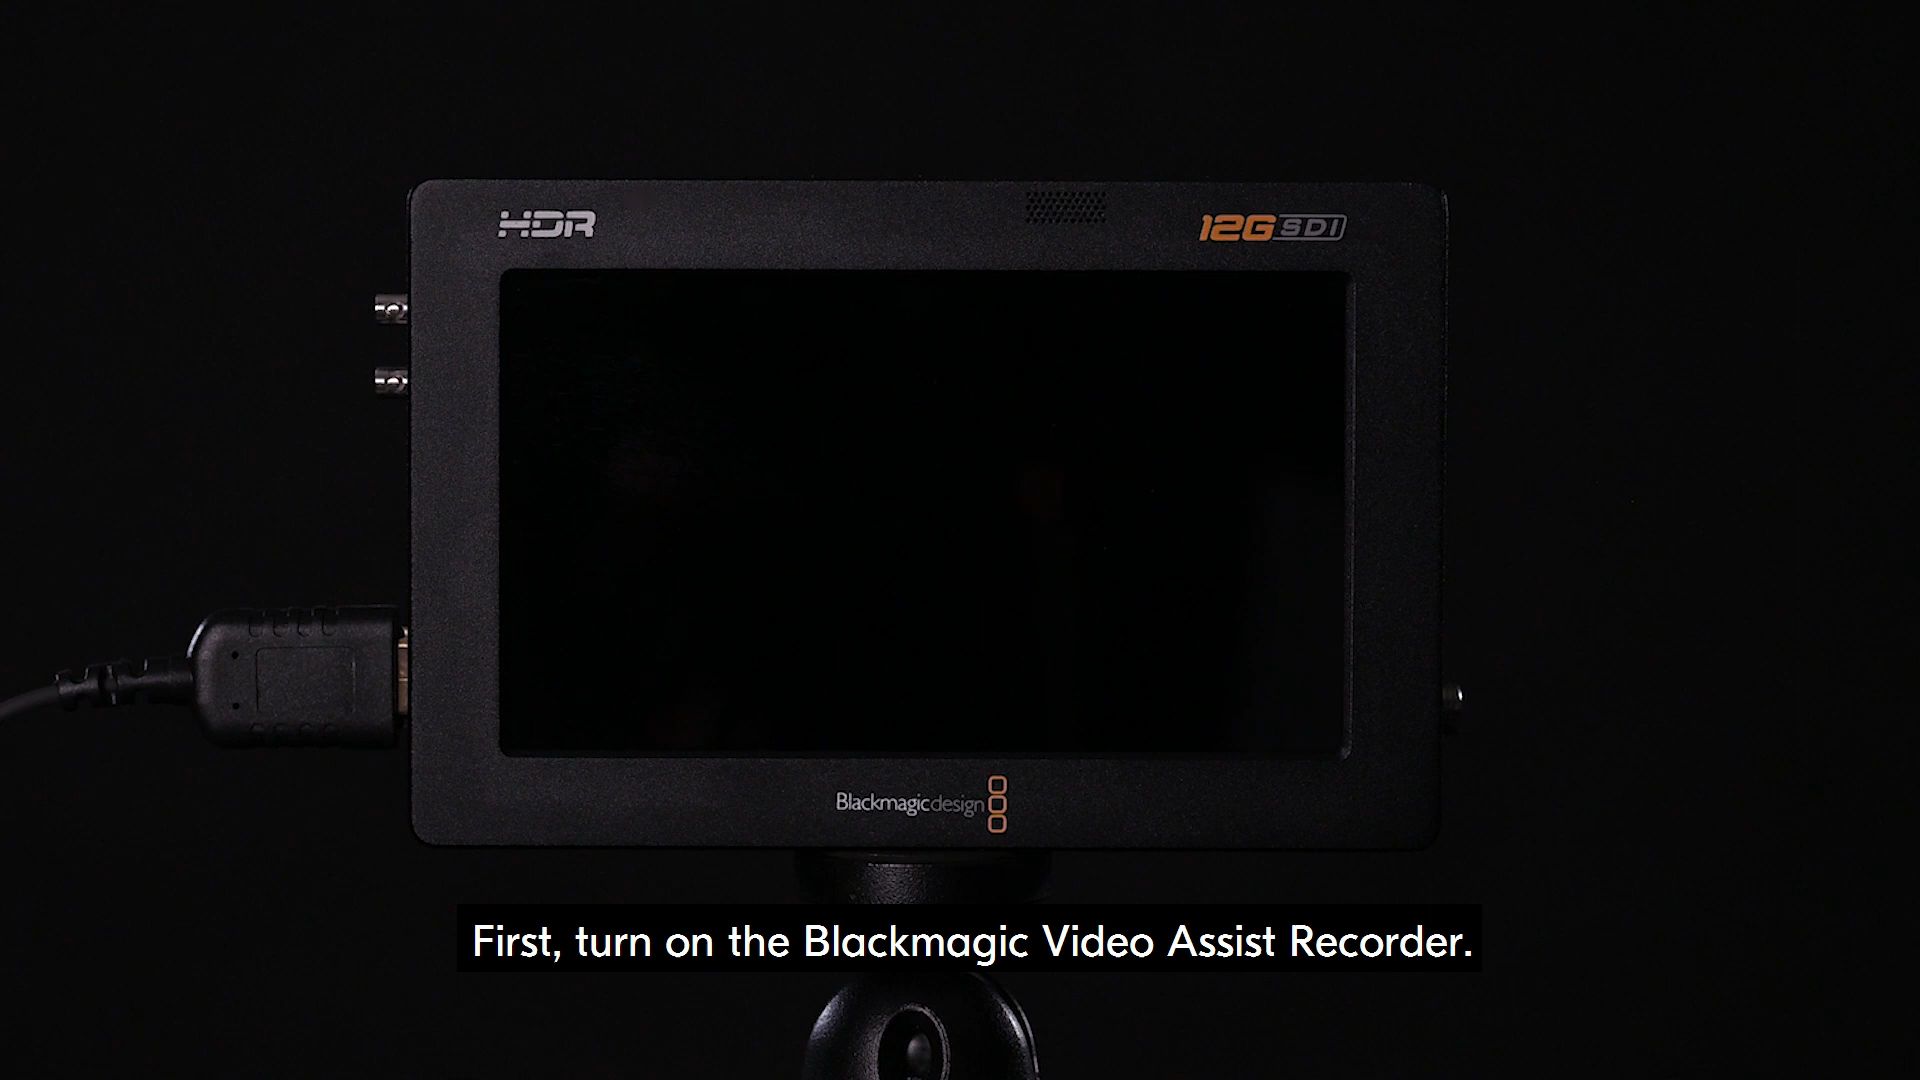 HDR
12G SDI
Blackmagicdesign
First, turn on the Blackmagic Video Assist Recorder.